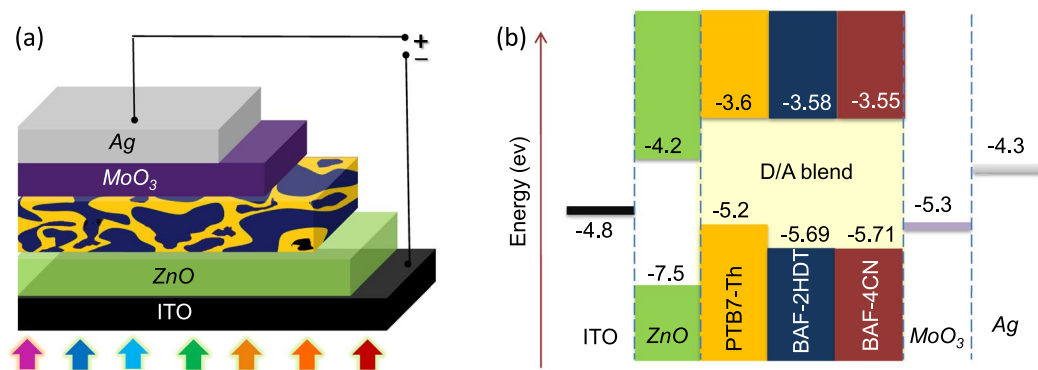 (a)
+
−
Ag
MoO3
ZnO
ITO
(b)
Energy (ev)
-3.6
-3.58
-3.55
-4.2
-4.3
D/A blend
-4.8
-5.2
-5.3
-5.69
-5.71
-7.5
PTB7-Th
BAF-2HDT
BAF-4CN
ITO
ZnO
MoO3
Ag